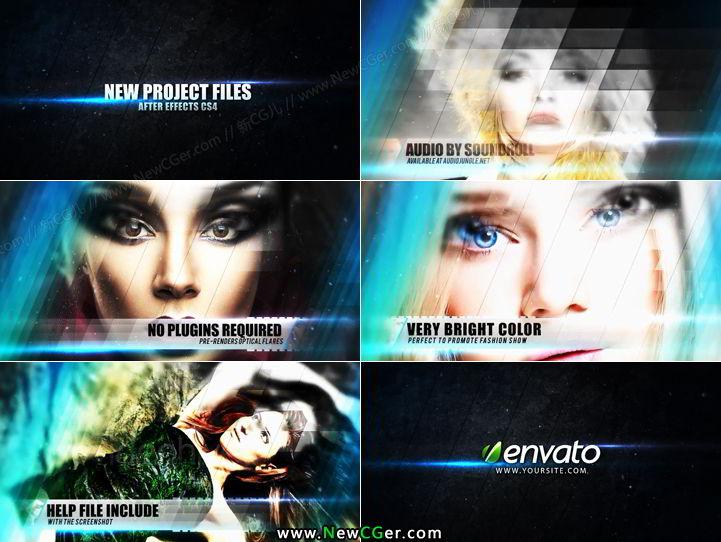 NEW PROJECT FILES
AFTER EFFECTS CS4
www.NewCGer.com // 新CG儿 // www.NewCGer.com // 新CG儿 //
AUDIO BY SOUNDROLL
AVAILABLE AT AUDIOJUNGLE.NET
NO PLUGINS REQUIRED
PRE-RENDERS OPTICAL FLARES
VERY BRIGHT COLOR
PERFECT TO PROMOTE FASHION SHOW
HELP FILE INCLUDE
WITH THE SCREENSHOT
envato
WWW.YOURSITE.COM
www.NewCGer.com